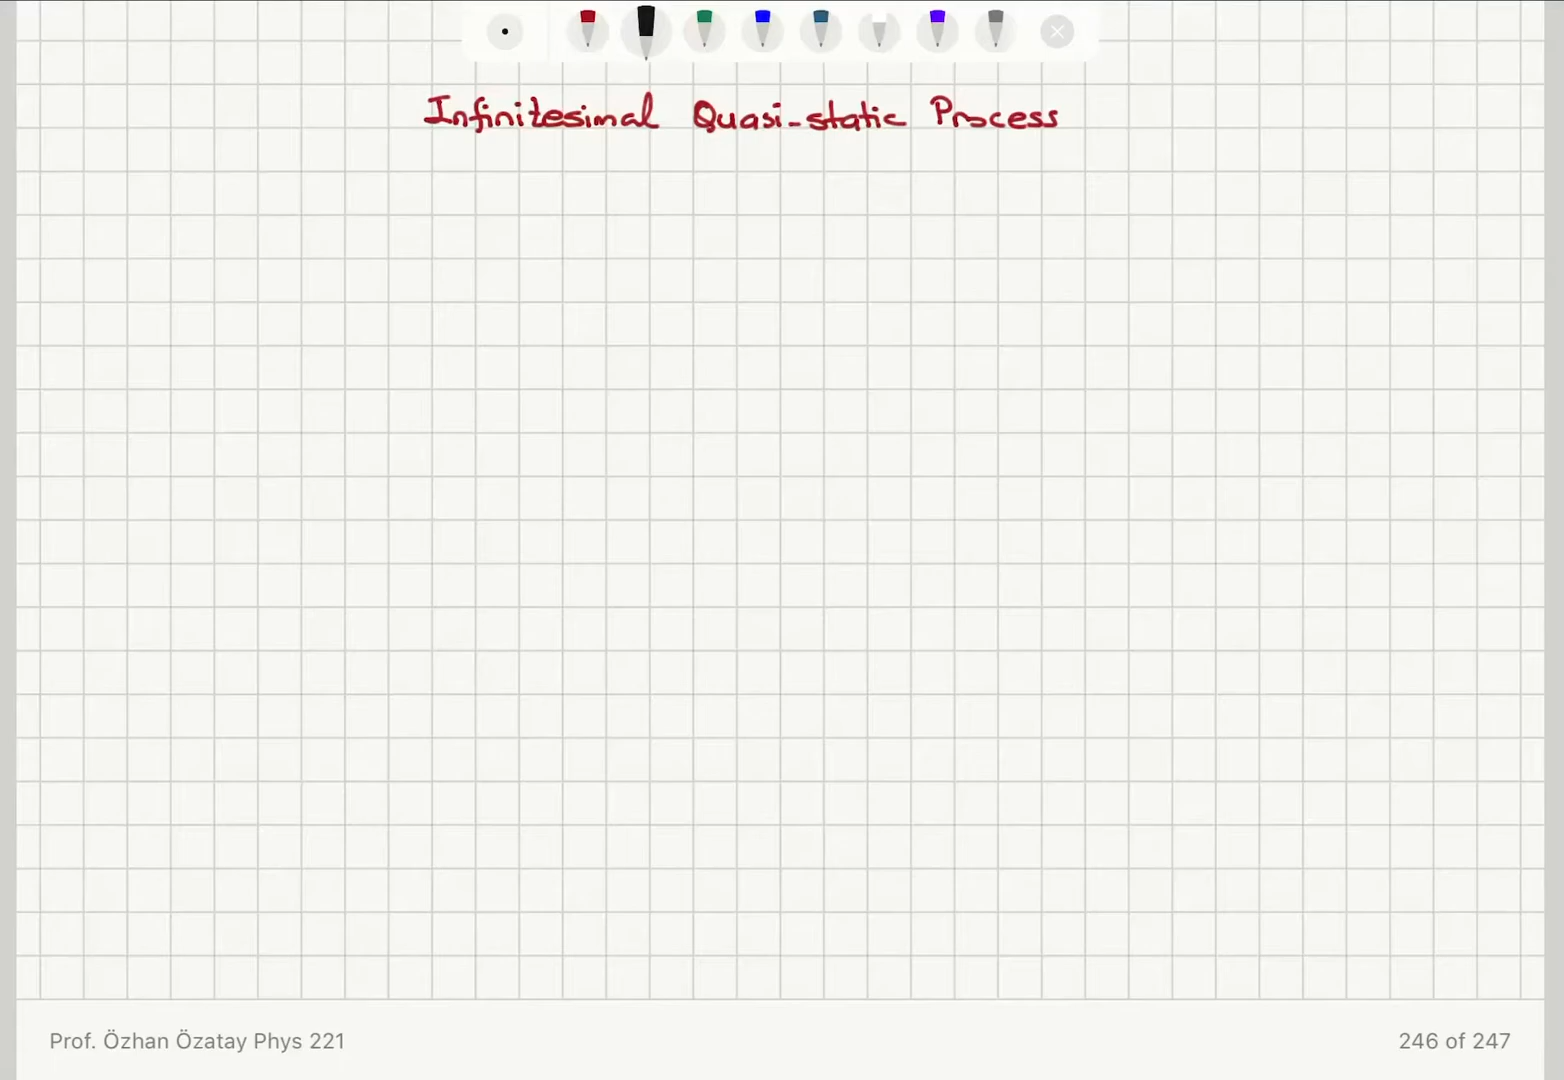 Infinitesimal Quasi-static Process
Prof. Özhan Özatay Phys 221
246 of 247